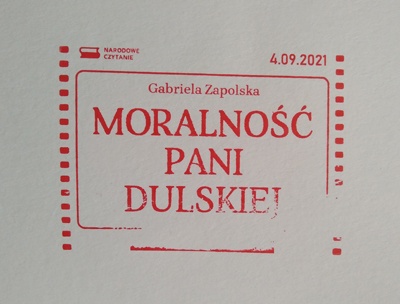 NARODOWE
CZYTANIE
4.09.2021
Gabriela Zapolska
MORALNOŚĆ
PANI
DULSKIEJ